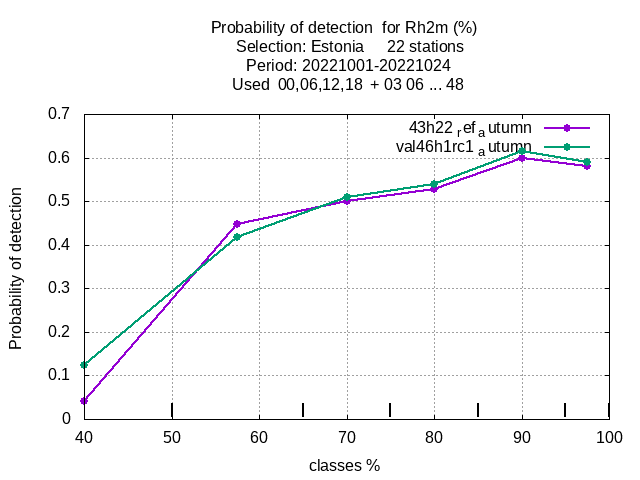 Probability of detection  for Rh2m (%)
Selection: Estonia     22 stations
Period: 20221001-20221024
Used  00,06,12,18  + 03 06 ... 48
43h22 ref autumn
val46h1rc1 autumn
0.7
0.6
0.5
0.4
0.3
0.2
0.1
0
Probability of detection
40 50 60 70 80 90 100
classes %